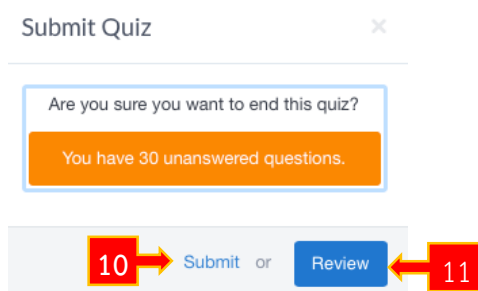 Submit Quiz ×
Are you sure you want to end this quiz?
You have 30 unanswered questions.
10 Submit or Review 11